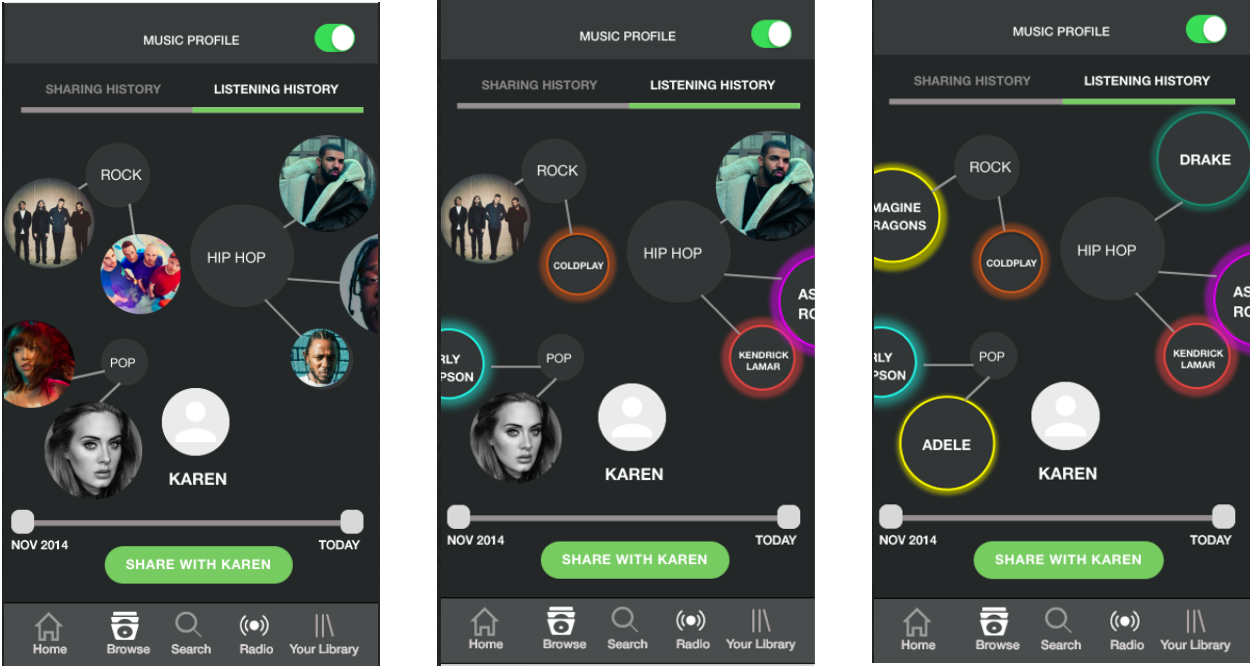 MUSIC PROFILE
SHARING HISTORY
LISTENING HISTORY
ROCK
HIP HOP
POP
KAREN
NOV 2014
TODAY
SHARE WITH KAREN
Home
Browse
Search
Radio
Your Library
MUSIC PROFILE
SHARING HISTORY
LISTENING HISTORY
ROCK
HIP HOP
COLDPLAY
AS
RO
RLY
PSON
POP
KENDRICK
LAMAR
KAREN
NOV 2014
TODAY
SHARE WITH KAREN
Home
Browse
Search
Radio
Your Library
MUSIC PROFILE
SHARING HISTORY
LISTENING HISTORY
DRAKE
ROCK
MAGINE
RAGONS
HIP HOP
COLDPLAY
AS
RO
RLY
PSON
POP
KENDRICK
LAMAR
ADELE
KAREN
NOV 2014
TODAY
SHARE WITH KAREN
Home
Browse
Search
Radio
Your Library